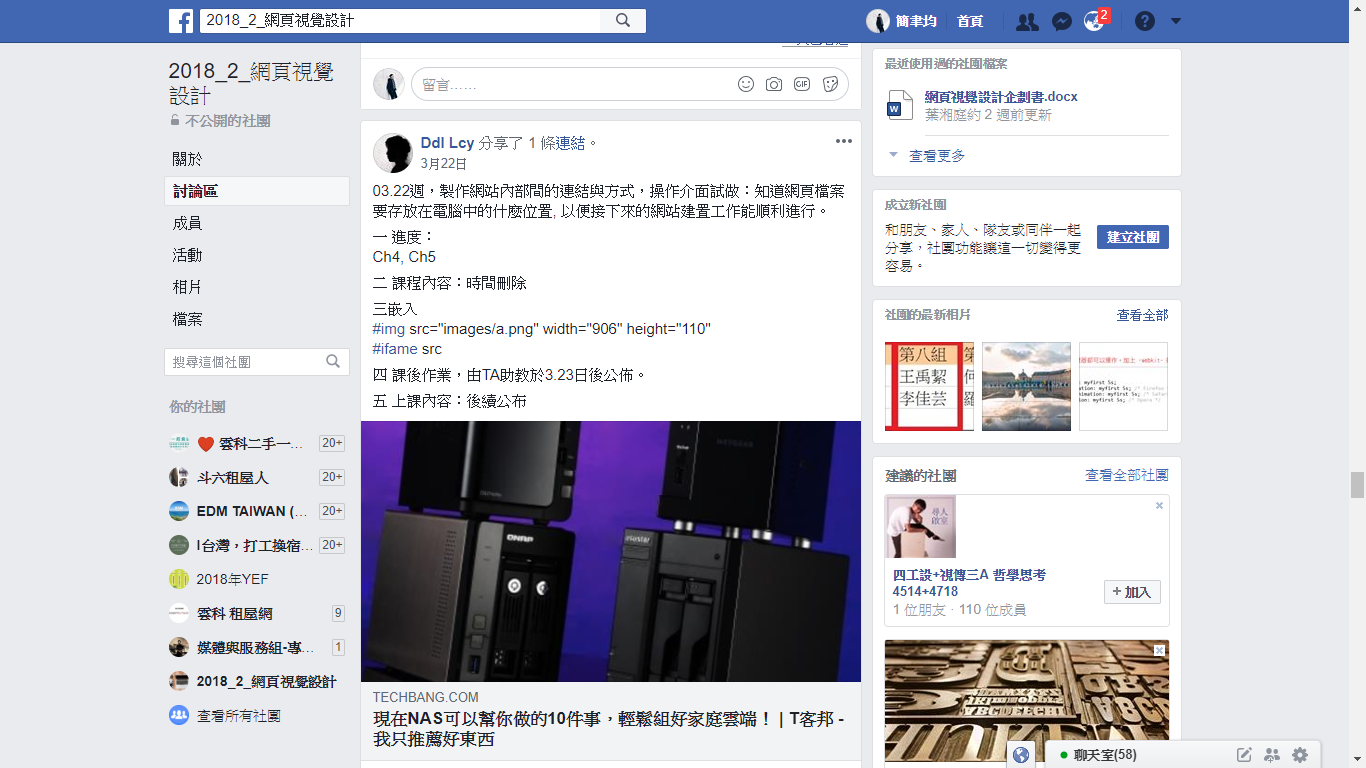 2018_2_網頁視覺設計
簡聿均
首頁
2
2018_2_網頁視覺
設計
不公開的社團
關於
討論區
成員
活動
相片
檔案
搜尋這個社團
你的社團
雲科二手一… 20+
斗六租屋人 20+
EDM TAIWAN (… 20+
I台灣，打工換宿… 20+
2018年YEF
雲科 租屋網 9
媒體與服務組-專… 1
2018_2_網頁視覺設計
查看所有社團
留言……
GIF
Ddl Lcy 分享了 1 條連結。
3月22日
03.22週，製作網站內部間的連結與方式，操作介面試做：知道網頁檔案
要存放在電腦中的什麼位置, 以便接下來的網站建置工作能順利進行。
一 進度：
Ch4, Ch5
二 課程內容：時間刪除
三嵌入
#img src="images/a.png" width="906" height="110"
#ifame src
四 課後作業，由TA助教於3.23日後公佈。
五 上課內容：後續公布
QNAP
TECHBANG.COM
現在NAS可以幫你做的10件事，輕鬆組好家庭雲端！ | T客邦 -
我只推薦好東西
最近使用過的社團檔案
W
網頁視覺設計企劃書.docx
葉湘庭約 2 週前更新
查看更多
成立新社團
和朋友、家人、隊友或同伴一起
分享，社團功能讓這一切變得更
容易。
建立社團
社團的最新相片
查看全部
第八組
王禹絜
李佳芸
建議的社團
查看全部社團
尋人
啟室
四工設+視傳三A 哲學思考
4514+4718
1 位朋友 · 110 位成員
+ 加入
聊天室(58)